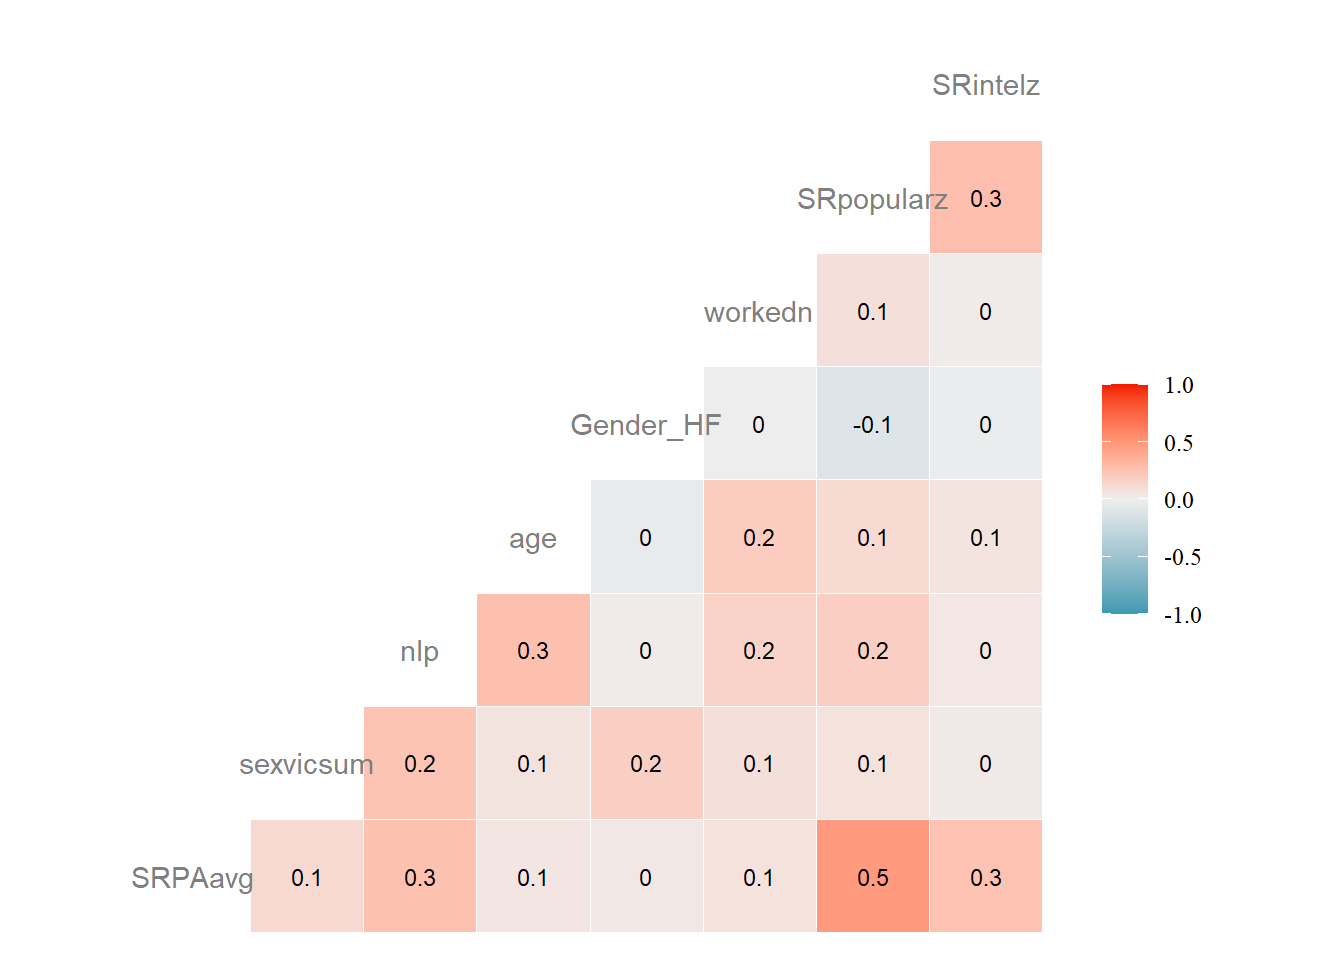 SRintelz
SRpopularz 0.3
workedn 0.1 0
1.0
Gender_HF 0 -0.1 0
0.5
0.0
age 0 0.2 0.1 0.1
-0.5
-1.0
nlp 0.3 0 0.2 0.2 0
sexvicsum 0.2 0.1 0.2 0.1 0.1 0
SRPAavg 0.1 0.3 0.1 0 0.1 0.5 0.3